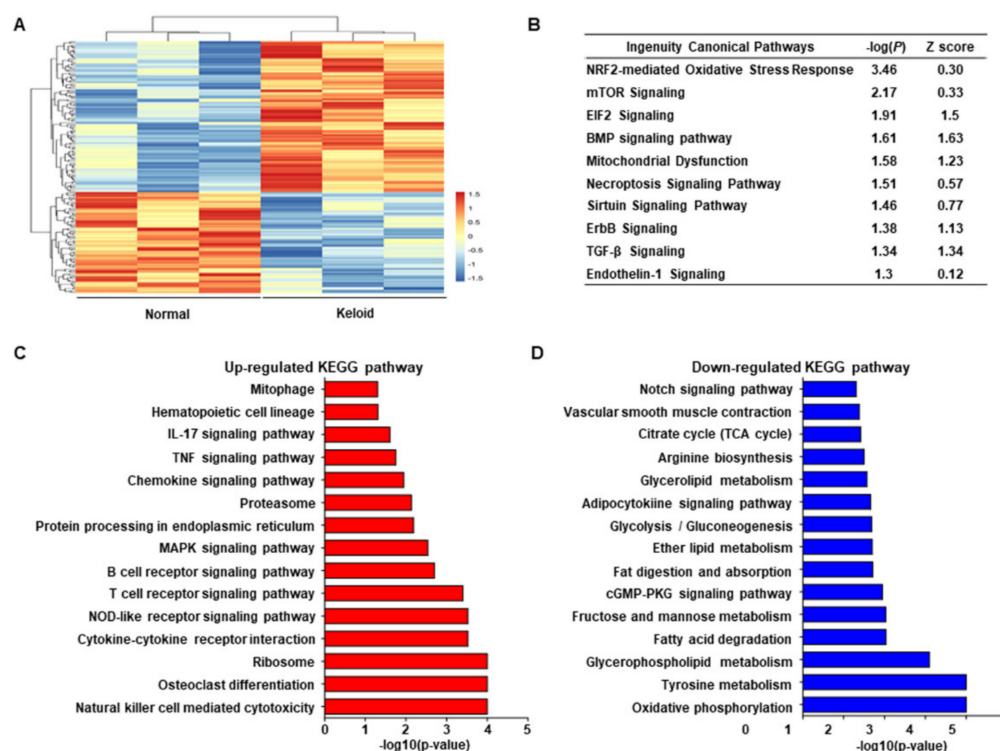 A
1.5
1
0.5
0
-0.5
-1
-1.5
Normal Keloid
B
Ingenuity Canonical Pathways -log(P) Z score
NRF2-mediated Oxidative Stress Response 3.46 0.30
mTOR Signaling 2.17 0.33
EIF2 Signaling 1.91 1.5
BMP signaling pathway 1.61 1.63
Mitochondrial Dysfunction 1.58 1.23
Necroptosis Signaling Pathway 1.51 0.57
Sirtuin Signaling Pathway 1.46 0.77
ErbB Signaling 1.38 1.13
TGF-β Signaling 1.34 1.34
Endothelin-1 Signaling 1.3 0.12
C
Up-regulated KEGG pathway
Mitophage
Hematopoietic cell lineage
IL-17 signaling pathway
TNF signaling pathway
Chemokine signaling pathway
Proteasome
Protein processing in endoplasmic reticulum
MAPK signaling pathway
B cell receptor signaling pathway
T cell receptor signaling pathway
NOD-like receptor signaling pathway
Cytokine-cytokine receptor interaction
Ribosome
Osteoclast differentiation
Natural killer cell mediated cytotoxicity
0 1 2 3 4 5
-log10(p-value)
D
Down-regulated KEGG pathway
Notch signaling pathway
Vascular smooth muscle contraction
Citrate cycle (TCA cycle)
Arginine biosynthesis
Glycerolipid metabolism
Adipocytokiine signaling pathway
Glycolysis / Gluconeogenesis
Ether lipid metabolism
Fat digestion and absorption
cGMP-PKG signaling pathway
Fructose and mannose metabolism
Fatty acid degradation
Glycerophospholipid metabolism
Tyrosine metabolism
Oxidative phosphorylation
0 1 2 3 4 5
-log10(p-value)